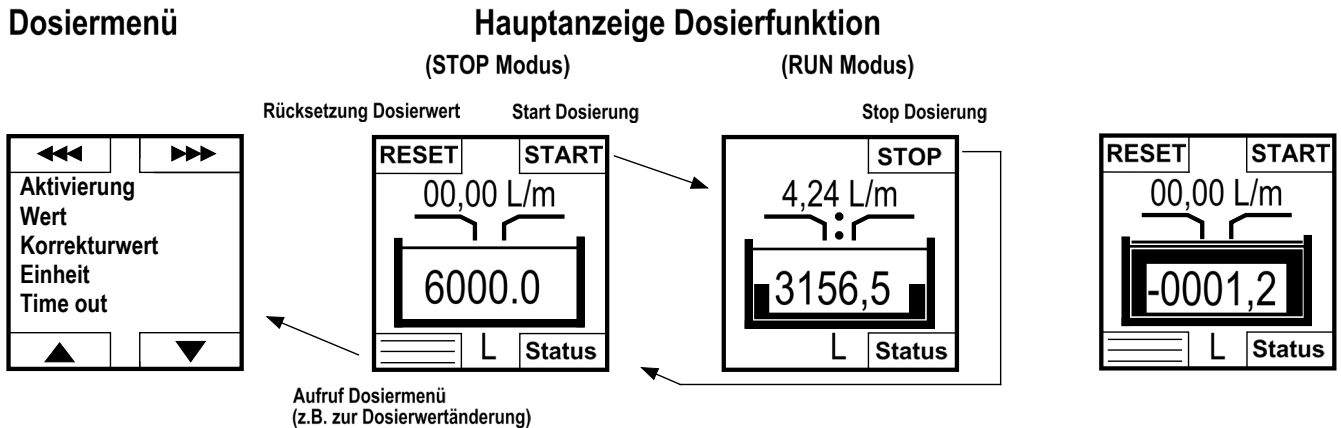 Dosiermenü
Hauptanzeige Dosierfunktion
(STOP Modus)
(RUN Modus)
Rücksetzung Dosierwert
Start Dosierung
Stop Dosierung
Aktivierung
Wert
Korrekturwert
Einheit
Time out
RESET
START
00,00 L/m
6000.0
L
Status
STOP
4,24 L/m
3156,5
L
Status
RESET
START
00,00 L/m
-0001,2
L
Status
Aufruf Dosiermenü
(z.B. zur Dosierwertänderung)